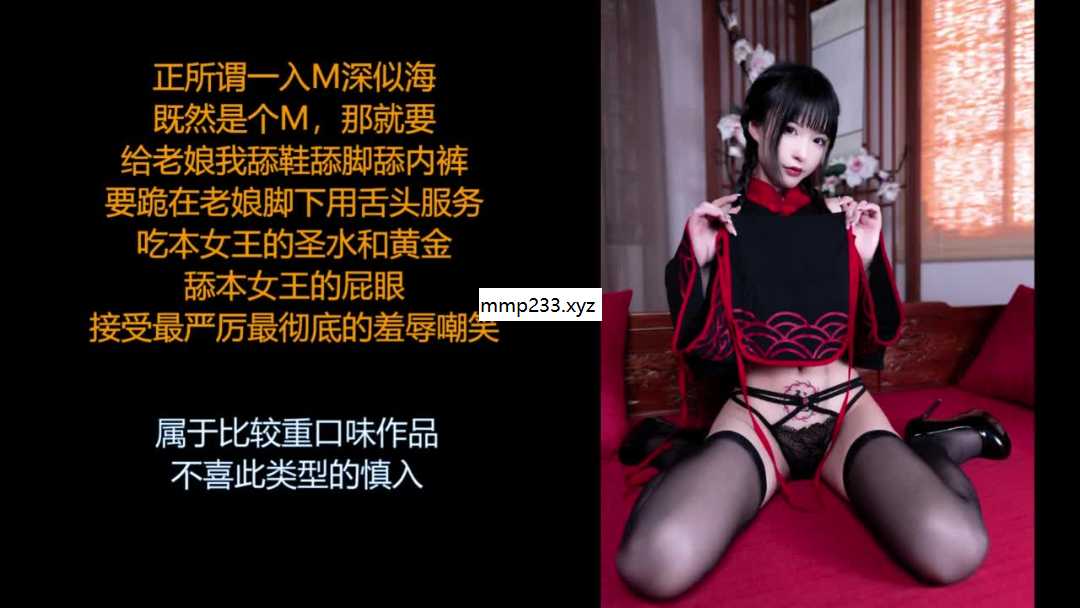 正所谓一入M深似海
既然是个M，那就要
给老娘我舔鞋舔脚舔内裤
要跪在老娘脚下用舌头服务
吃本女王的圣水和黄金
舔本女王的屁眼
接受最严厉最彻底的羞辱嘲笑
mmp233.xyz
属于比较重口味作品
不喜此类型的慎入